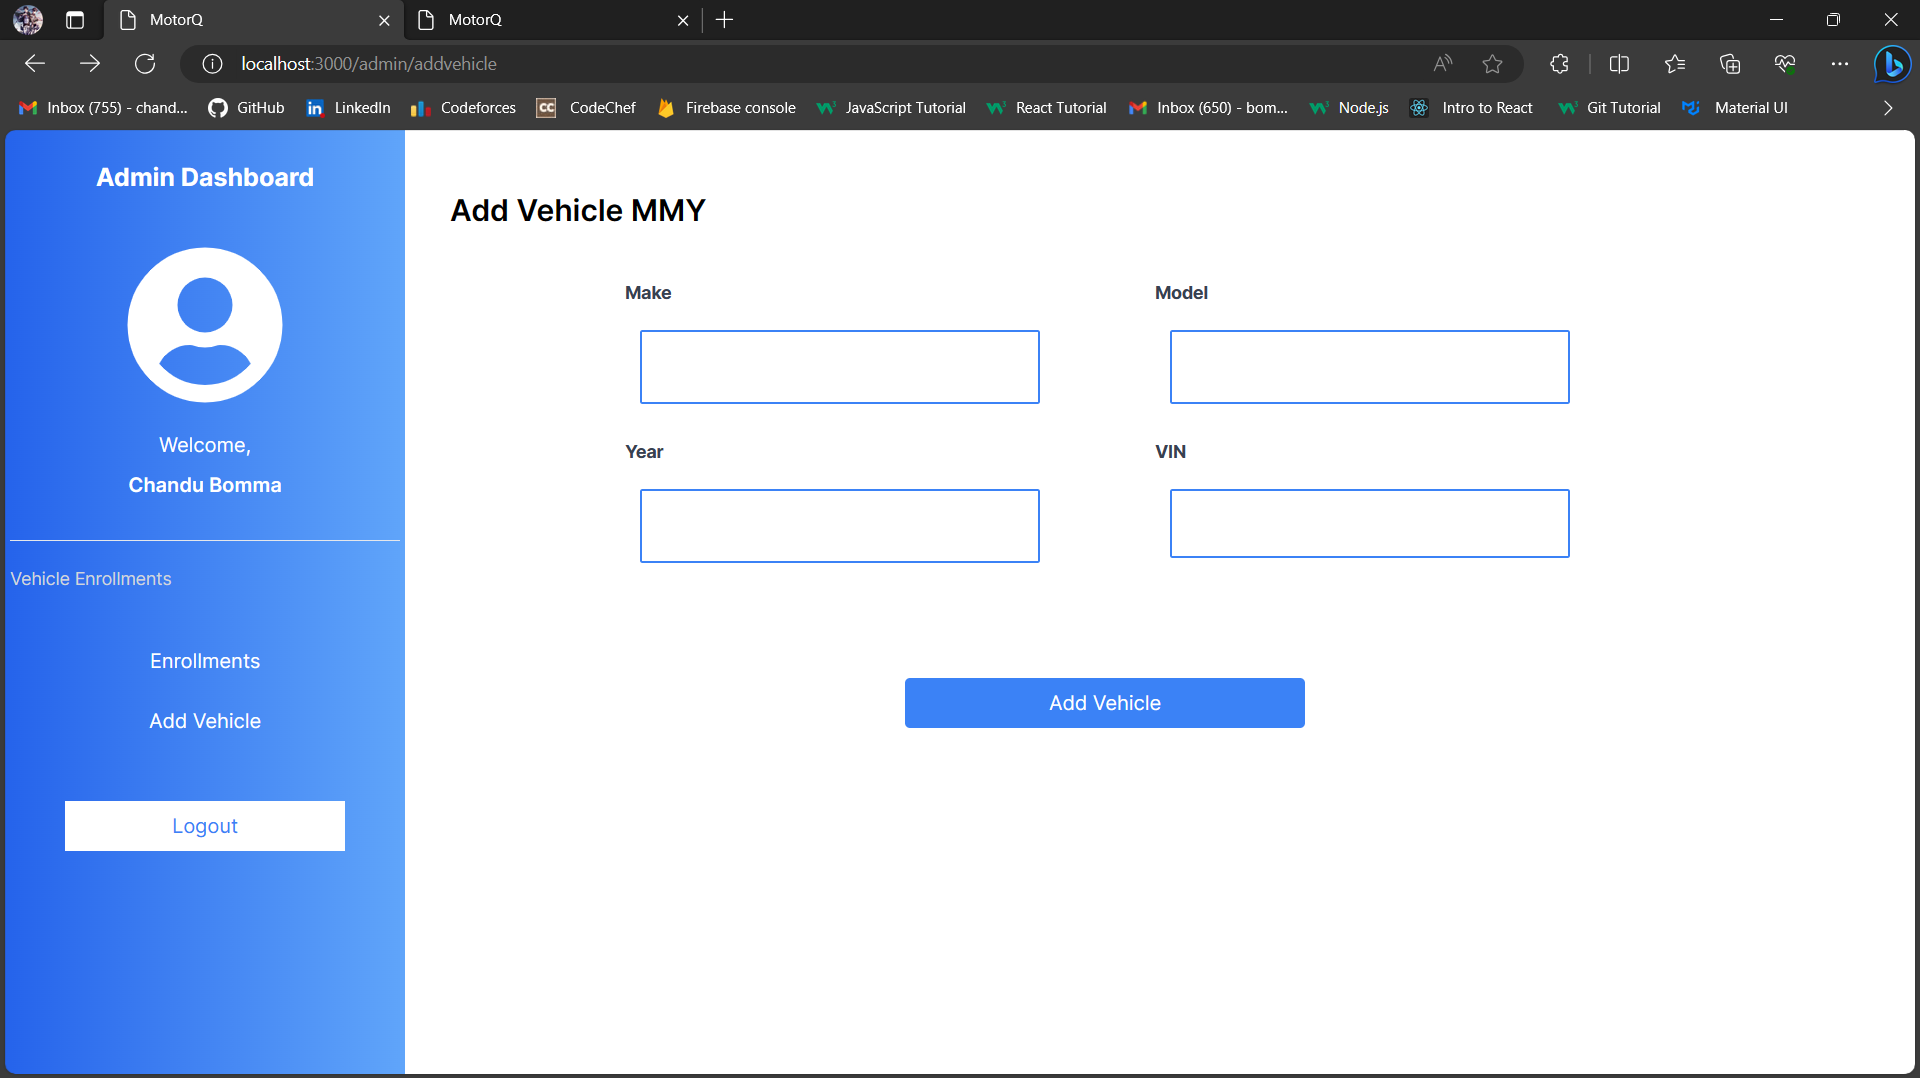 MotorQ
MotorQ
localhost:3000/admin/addvehicle
Inbox (755) - chand... GitHub LinkedIn Codeforces CodeChef Firebase console JavaScript Tutorial React Tutorial Inbox (650) - bom... Node.js Intro to React Git Tutorial Material UI
Admin Dashboard
Welcome,
Chandu Bomma
Vehicle Enrollments
Enrollments
Add Vehicle
Logout
Add Vehicle MMY
Make
Model
Year
VIN
Add Vehicle